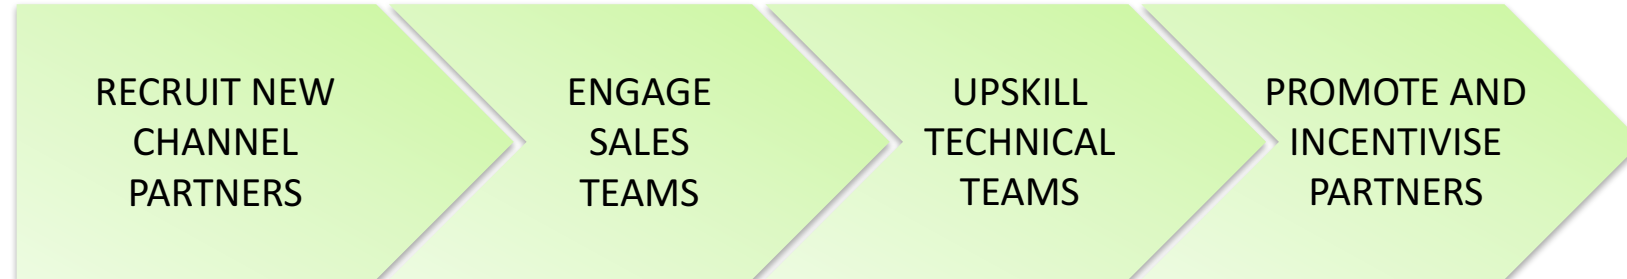 RECRUIT NEW
CHANNEL
PARTNERS
ENGAGE
SALES
TEAMS
UPSKILL
TECHNICAL
TEAMS
PROMOTE AND
INCENTIVISE
PARTNERS